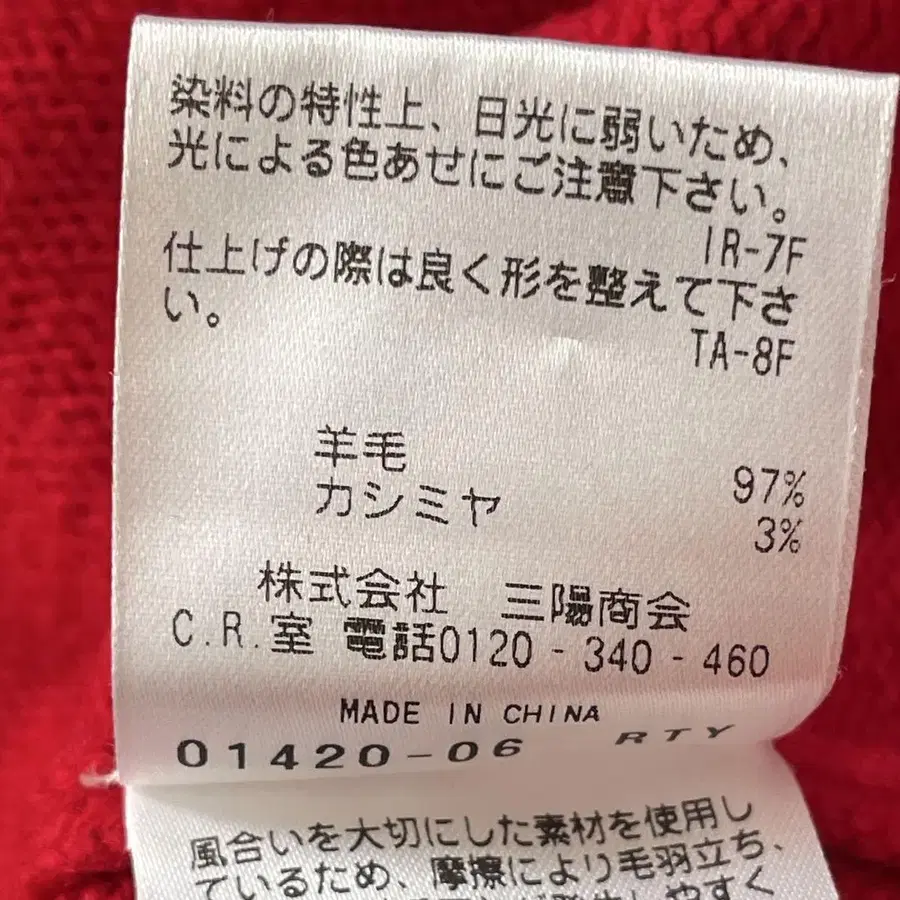 染料の特性上、日光に弱いため、
光による色あせにご注意下さい。
IR-7F
仕上げの際は良く形を整えて下さ
い。
TA-8F
羊毛 97%
カシミヤ 3%
株式会社 三陽商会
C.R.室 電話0120-340-460
MADE IN CHINA
01420-06 RTY
風合いを大切にした素材を使用し
ているため、摩擦により毛羽立ち、
しやすく